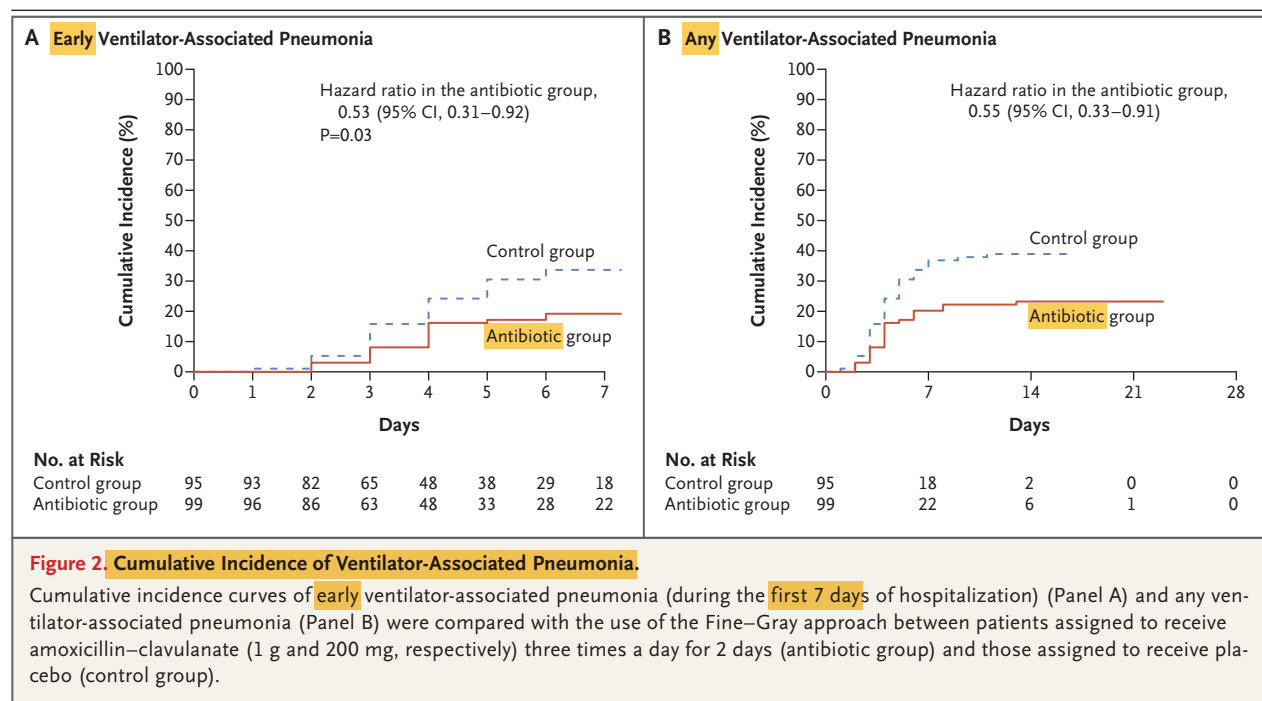 A Early Ventilator-Associated Pneumonia
100
90
80
70
60
50
40
30
20
10
0
Cumulative Incidence (%)
Hazard ratio in the antibiotic group,
0.53 (95% CI, 0.31–0.92)
P=0.03
Control group
Antibiotic group
0 1 2 3 4 5 6 7
Days
No. at Risk
Control group 95 93 82 65 48 38 29 18
Antibiotic group 99 96 86 63 48 33 28 22
B Any Ventilator-Associated Pneumonia
100
90
80
70
60
50
40
30
20
10
0
Cumulative Incidence (%)
Hazard ratio in the antibiotic group,
0.55 (95% CI, 0.33–0.91)
Control group
Antibiotic group
0 7 14 21 28
Days
No. at Risk
Control group 95 18 2 0 0
Antibiotic group 99 22 6 1 0
Figure 2. Cumulative Incidence of Ventilator-Associated Pneumonia.
Cumulative incidence curves of early ventilator-associated pneumonia (during the first 7 days of hospitalization) (Panel A) and any ven-
tilator-associated pneumonia (Panel B) were compared with the use of the Fine–Gray approach between patients assigned to receive
amoxicillin–clavulanate (1 g and 200 mg, respectively) three times a day for 2 days (antibiotic group) and those assigned to receive pla-
cebo (control group).